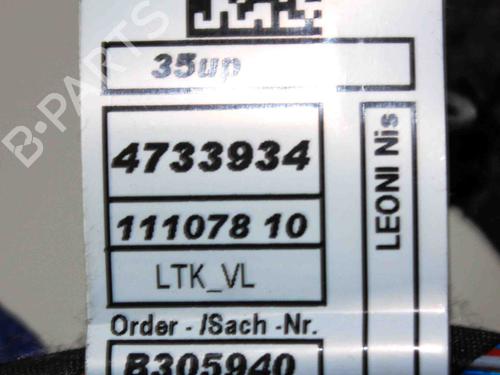 35up
4733934
111078 10
LTK_VL
Order - /Sach -Nr.
B305940
LEONI Nis
B-PARTS